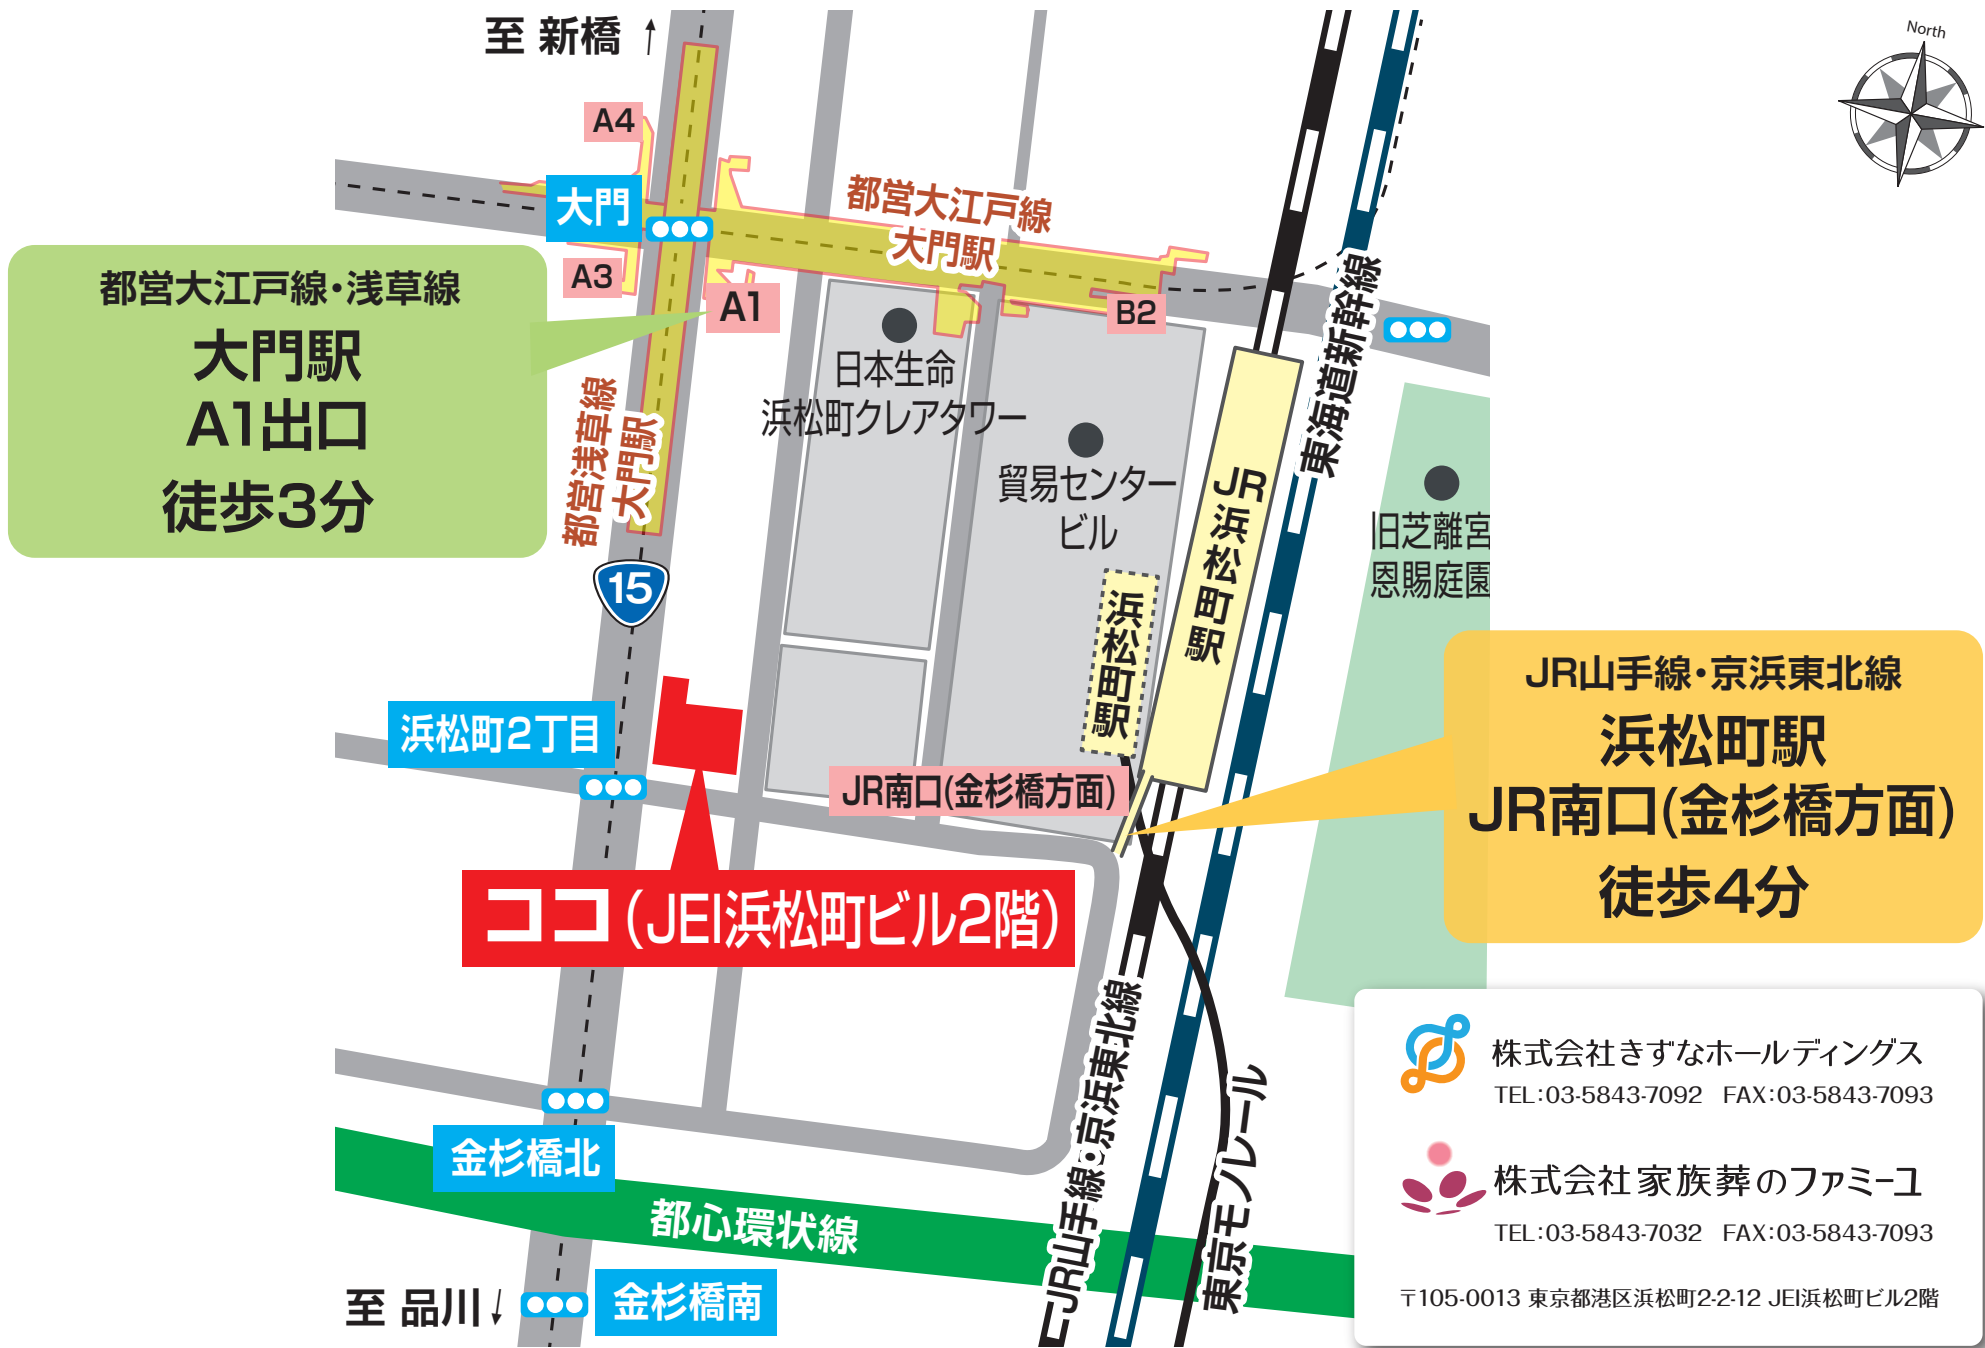 至 新橋 ↑
North
A4
大門
都営大江戸線
大門駅
A3
A1
B2
都営大江戸線・浅草線
大門駅
A1出口
徒歩3分
都営浅草線
大門駅
日本生命
浜松町クレアタワー
貿易センター
ビル
東海道新幹線
JR浜松町駅
浜松町駅
旧芝離宮
恩賜庭園
15
浜松町2丁目
JR南口(金杉橋方面)
JR山手線・京浜東北線
浜松町駅
JR南口(金杉橋方面)
徒歩4分
ココ(JEI浜松町ビル2階)
JR山手線・京浜東北線
東京モノレール
金杉橋北
都心環状線
至 品川 ↓
金杉橋南
株式会社きずなホールディングス
TEL:03-5843-7092 FAX:03-5843-7093
株式会社家族葬のファミーユ
TEL:03-5843-7032 FAX:03-5843-7093
〒105-0013 東京都港区浜松町2-2-12 JEI浜松町ビル2階